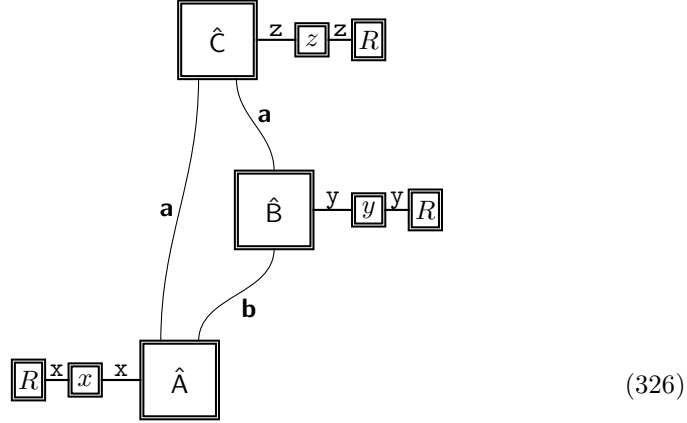 Ĉ z z z R
a
a B̂ y y y R
b
R x x x Â
(326)